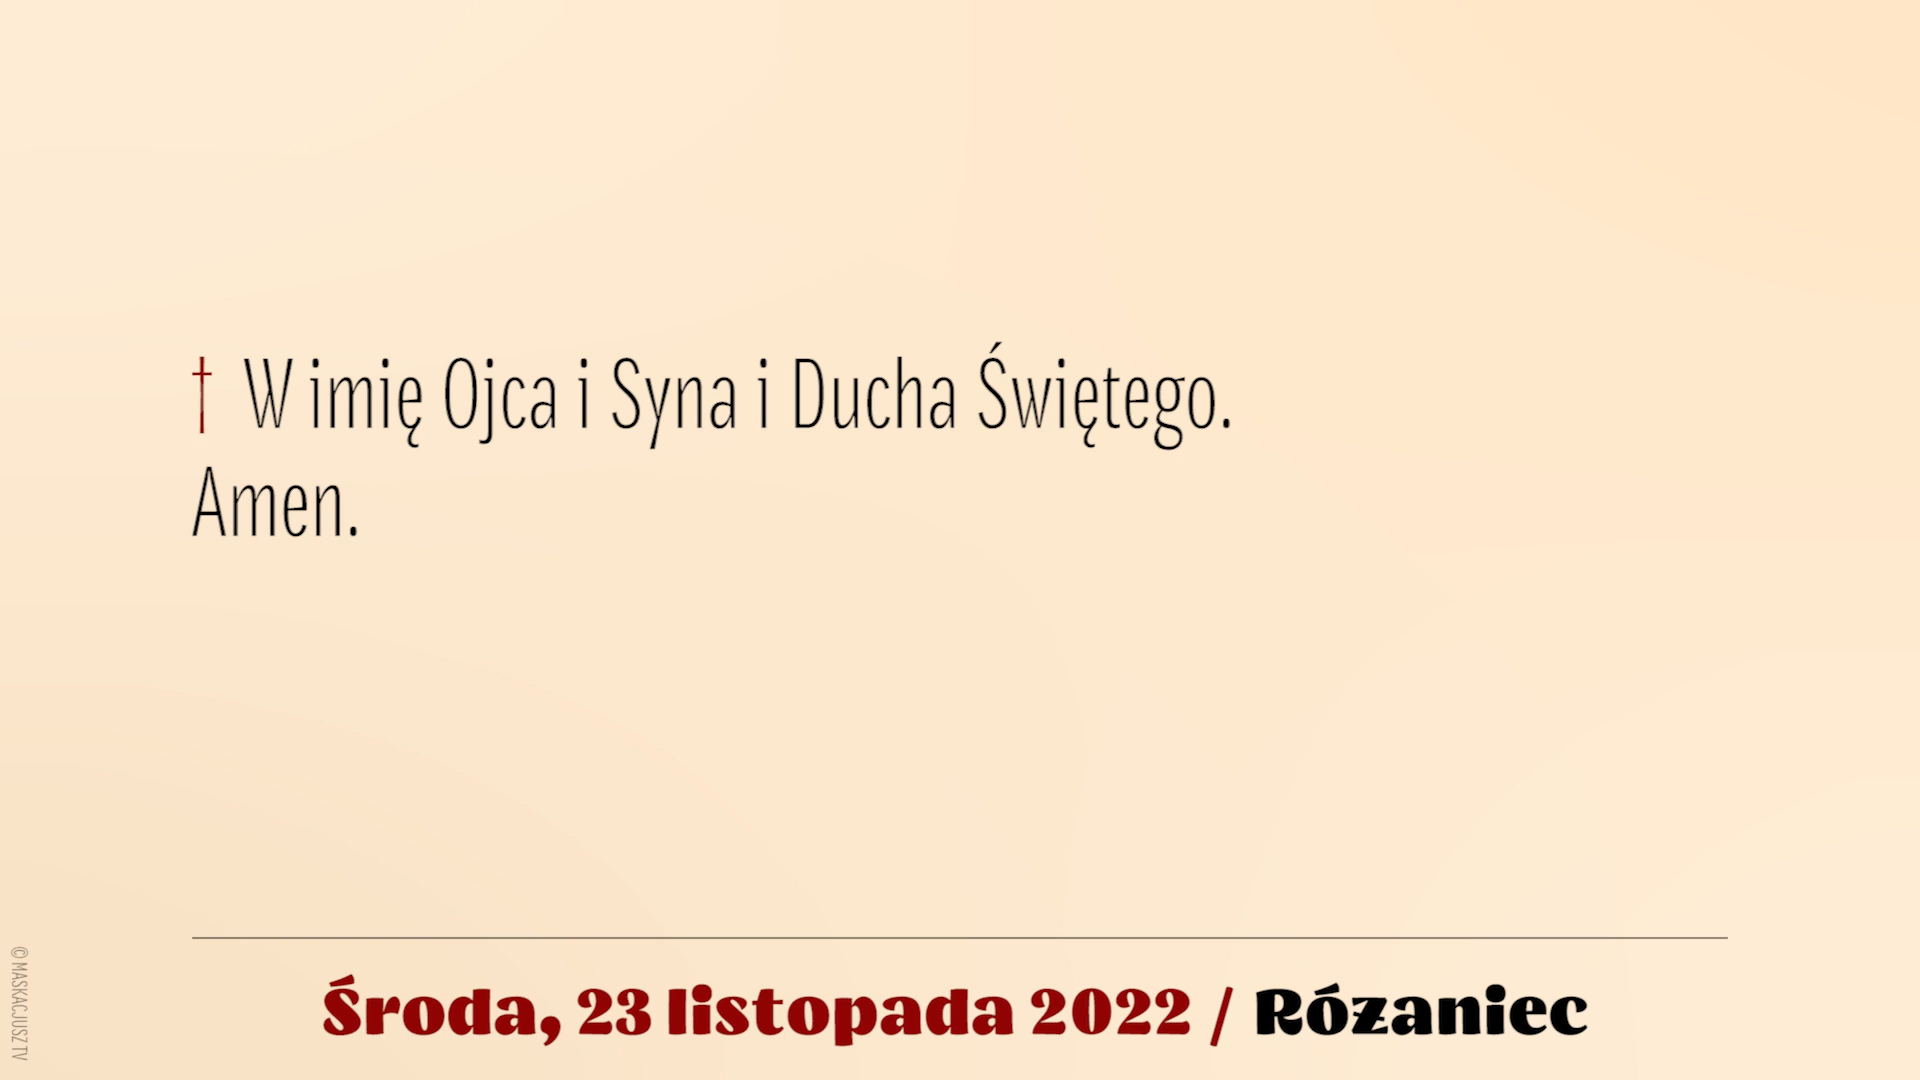 † W imię Ojca i Syna i Ducha Świętego.
Amen.
Środa, 23 listopada 2022 / Różaniec
© MASKACJUSZ TV